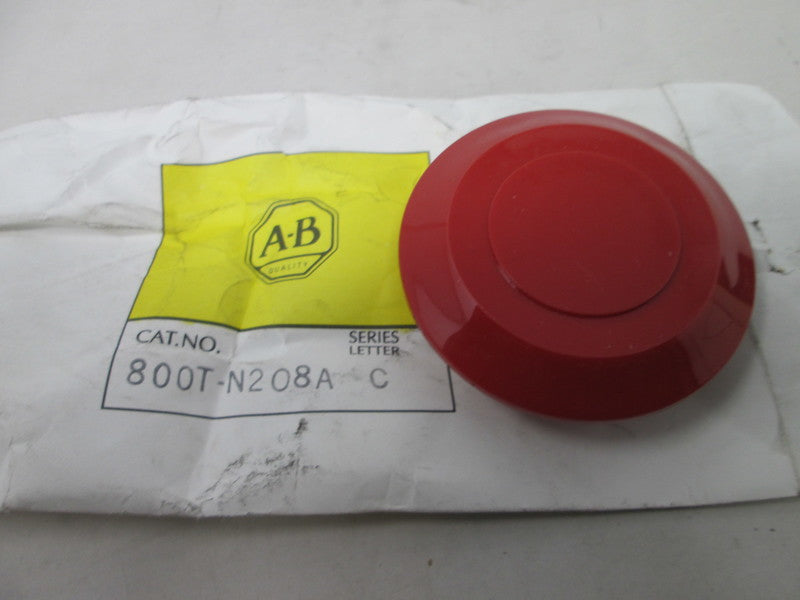 A-B
QUALITY
CAT.NO.
SERIES
LETTER
800T-N208A C